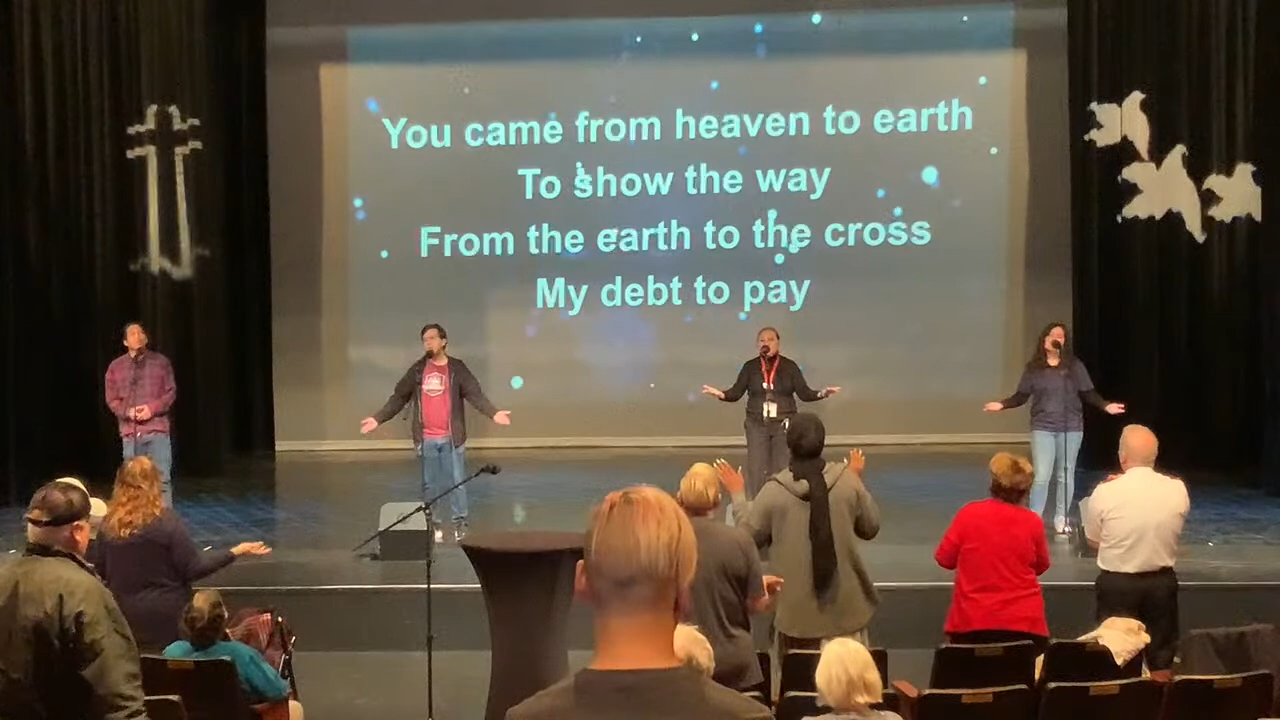 You came from heaven to earth
To show the way
From the earth to the cross
My debt to pay